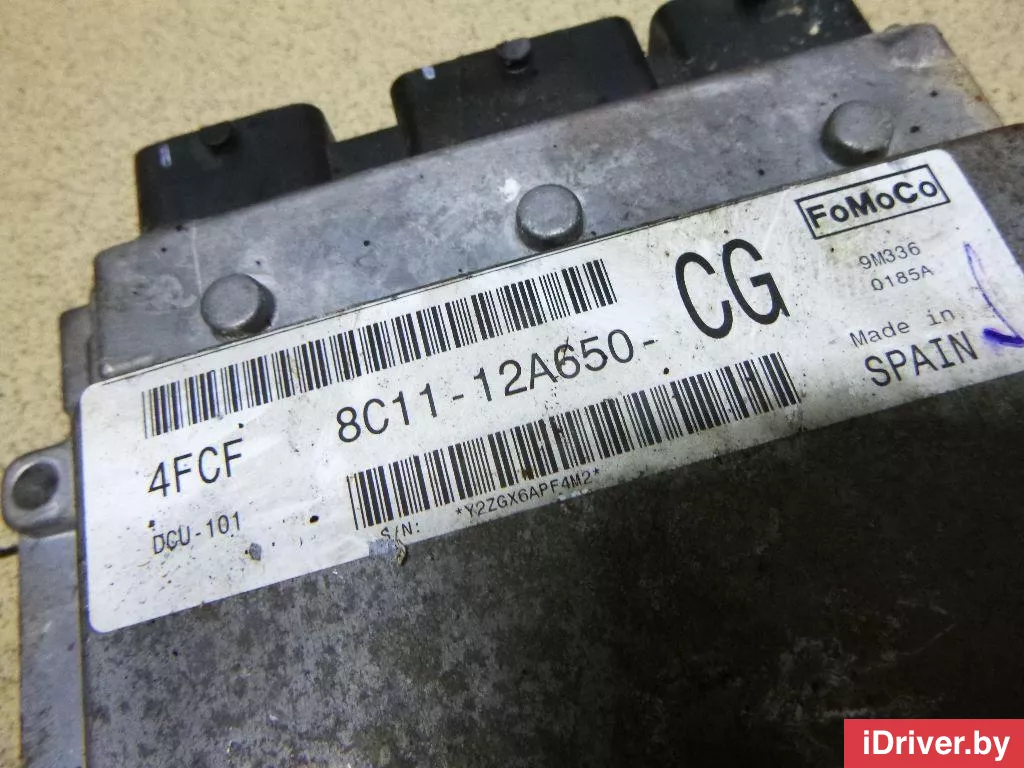 FoMoCo
9M336
0185A
Made in
SPAIN
8C11-12A650-
CG
4FCF
DCU-101
S/N:
*Y2ZGX6APF4M2*
iDriver.by